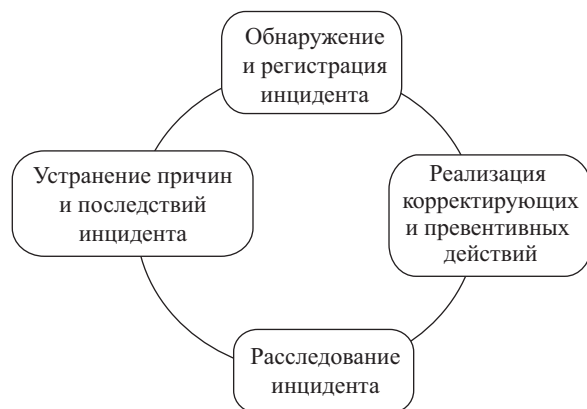 Обнаружение
и регистрация
инцидента
Устранение причин
и последствий
инцидента
Реализация
корректирующих
и превентивных
действий
Расследование
инцидента